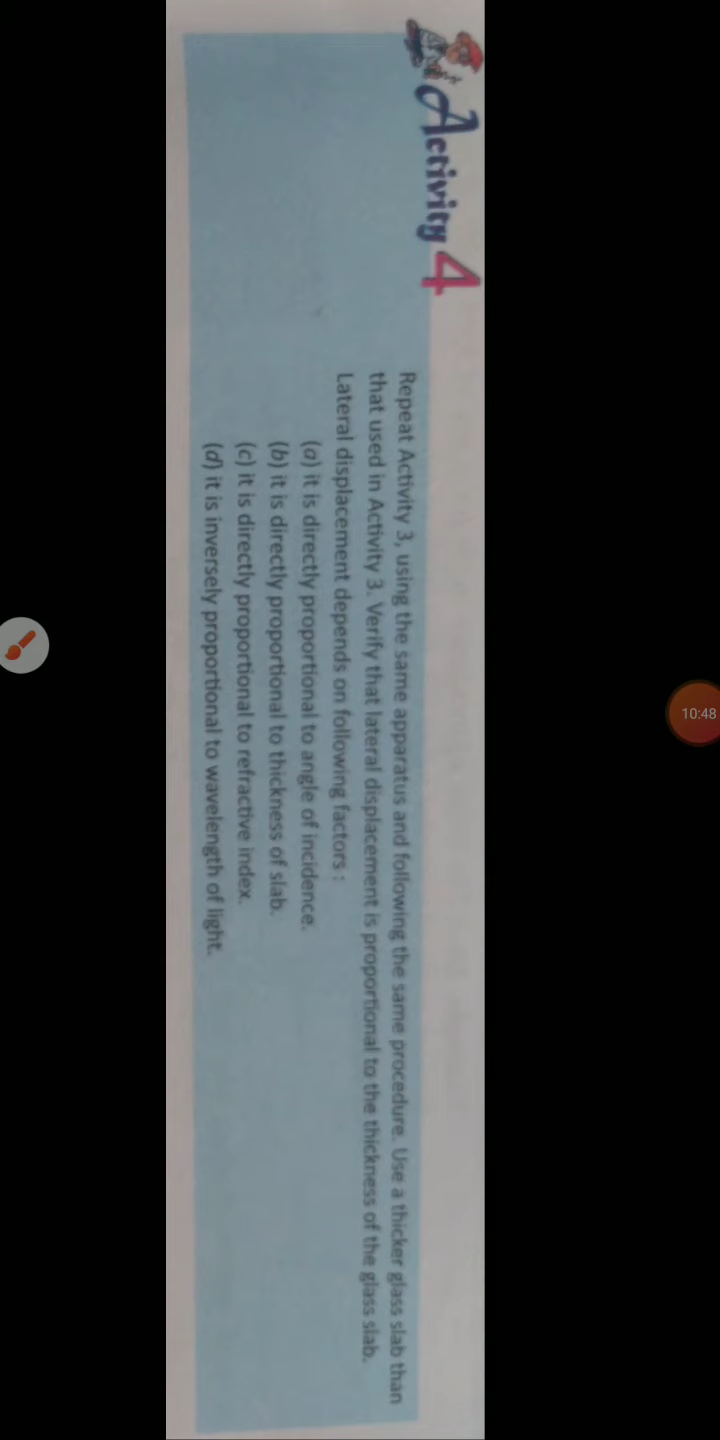 Activity 4
Repeat Activity 3, using the same apparatus and following the same procedure. Use a thicker glass slab than
that used in Activity 3. Verify that lateral displacement is proportional to the thickness of the glass slab.
Lateral displacement depends on following factors :
(a) it is directly proportional to angle of incidence.
(b) it is directly proportional to thickness of slab.
(c) it is directly proportional to refractive index.
(d) it is inversely proportional to wavelength of light.
10:48